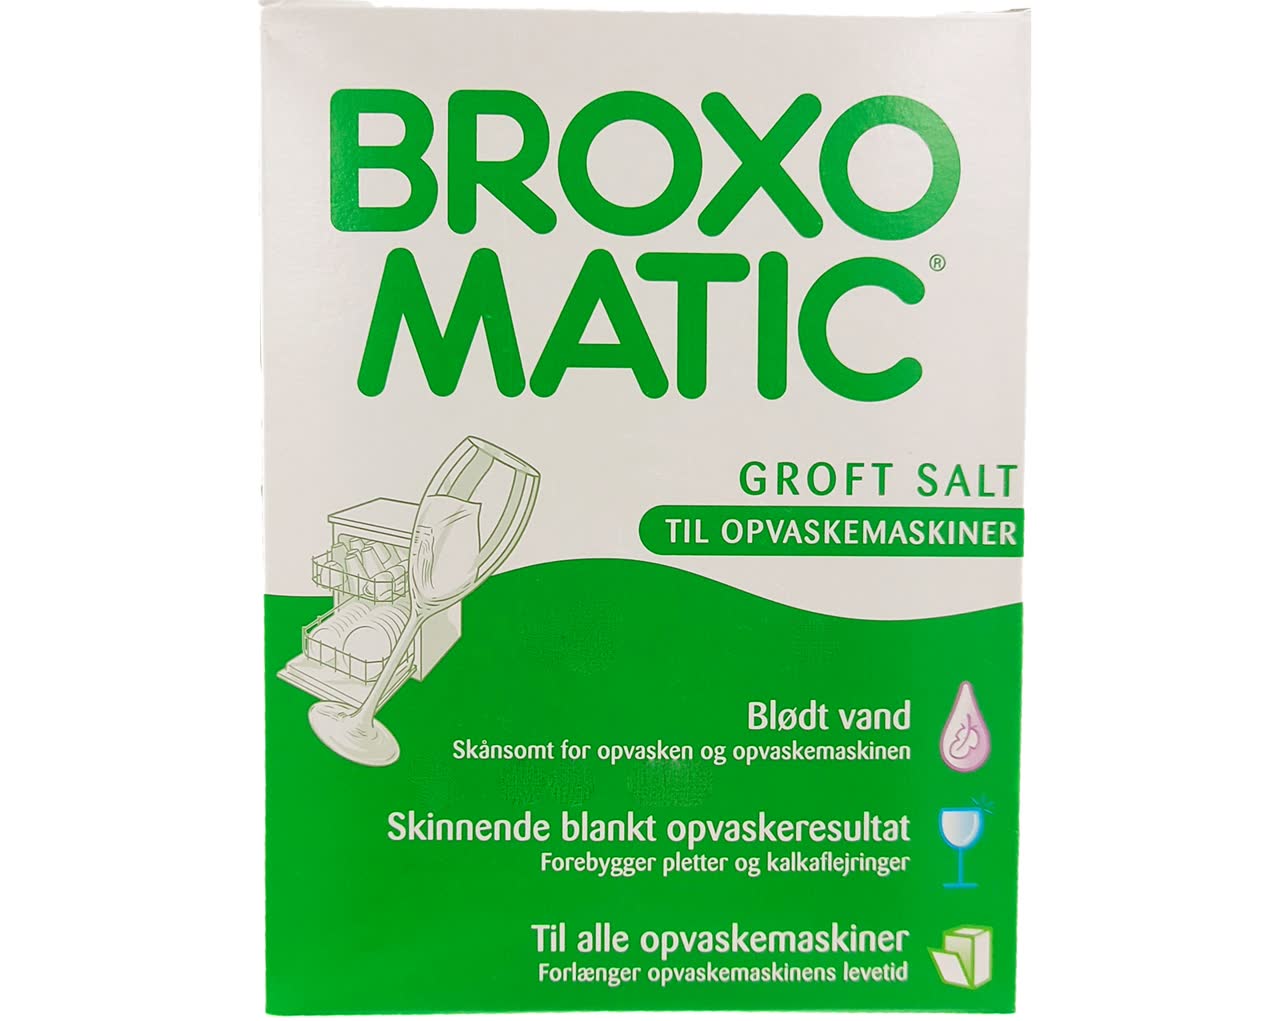 BROXO
MATIC®
GROFT SALT
TIL OPVASKEMASKINER
Blødt vand
Skånsomt for opvasken og opvaskemaskinen
Skinnende blankt opvaskeresultat
Forebygger pletter og kalkaflejringer
Til alle opvaskemaskiner
Forlænger opvaskemaskinens levetid